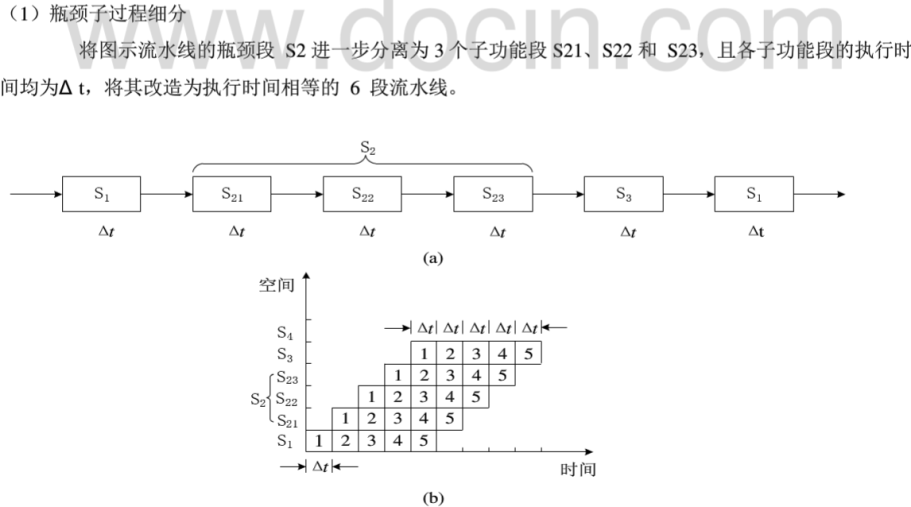 (1) 瓶颈子过程细分
www.docin.com
将图示流水线的瓶颈段 S2 进一步分离为 3 个子功能段 S21、S22 和 S23，且各子功能段的执行时
间均为Δ t，将其改造为执行时间相等的 6 段流水线。
S₂
S₁ S₂₁ S₂₂ S₂₃ S₃ S₁
Δt Δt Δt Δt Δt Δt
(a)
空间
S₄ Δt Δt Δt Δt Δt
S₃ 1 2 3 4 5
S₂₃ 1 2 3 4 5
S₂ S₂₂ 1 2 3 4 5
S₂₁ 1 2 3 4 5
S₁ 1 2 3 4 5
Δt 时间
(b)